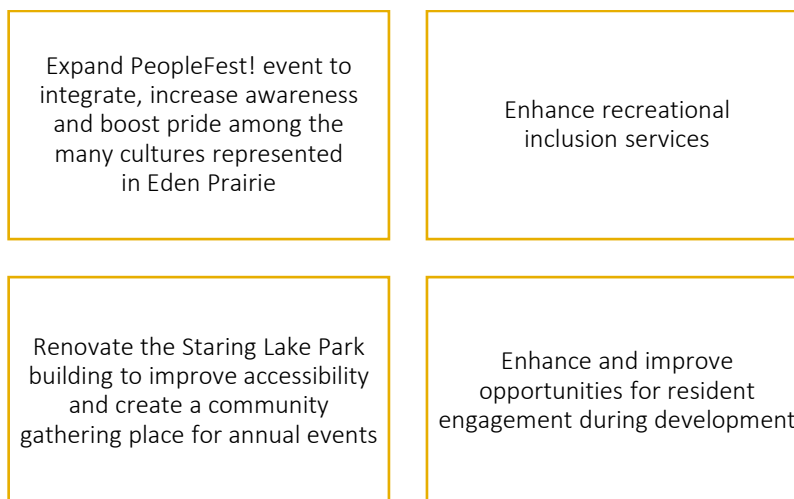 Expand PeopleFest! event to
integrate, increase awareness
and boost pride among the
many cultures represented
in Eden Prairie
Enhance recreational
inclusion services
Renovate the Staring Lake Park
building to improve accessibility
and create a community
gathering place for annual events
Enhance and improve
opportunities for resident
engagement during development